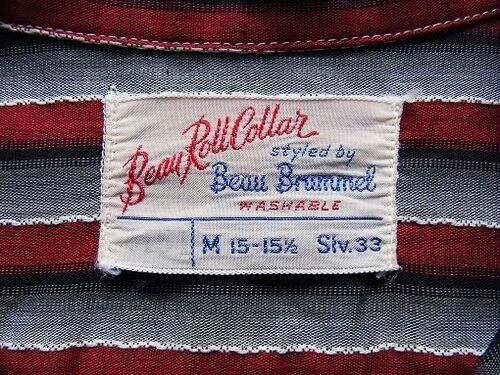 Beau Roll Collar
styled by
Beau Brummel
WASHABLE
M 15-15½ Slv. 33